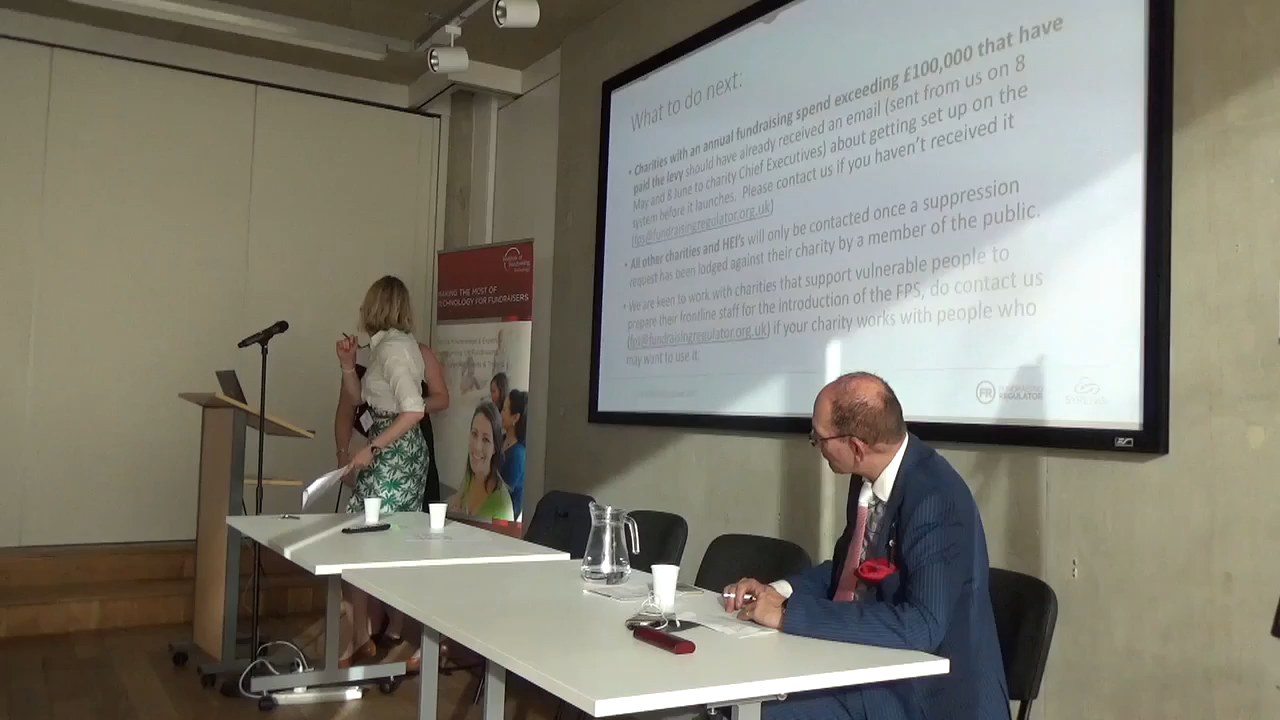 What to do next.
• Charities with an annual fundraising spend exceeding £100,000 that have
paid the levy should have already received an email (sent from us on 8
May and 8 June to charity Chief Executives) about getting set up on the
system before it launches. Please contact us if you haven't received it
(fps@fundraisingregulator.org.uk)
• All other charities and HEI's will only be contacted once a suppression
request has been lodged against their charity by a member of the public.
• We are keen to work with charities that support vulnerable people to
prepare their frontline staff for the introduction of the FPS, do contact us
(fps@fundraisingregulator.org.uk) if your charity works with people who
may want to use it.
FR
FUNDRAISING
REGULATOR
MAKING THE MOST OF
TECHNOLOGY FOR FUNDRAISERS